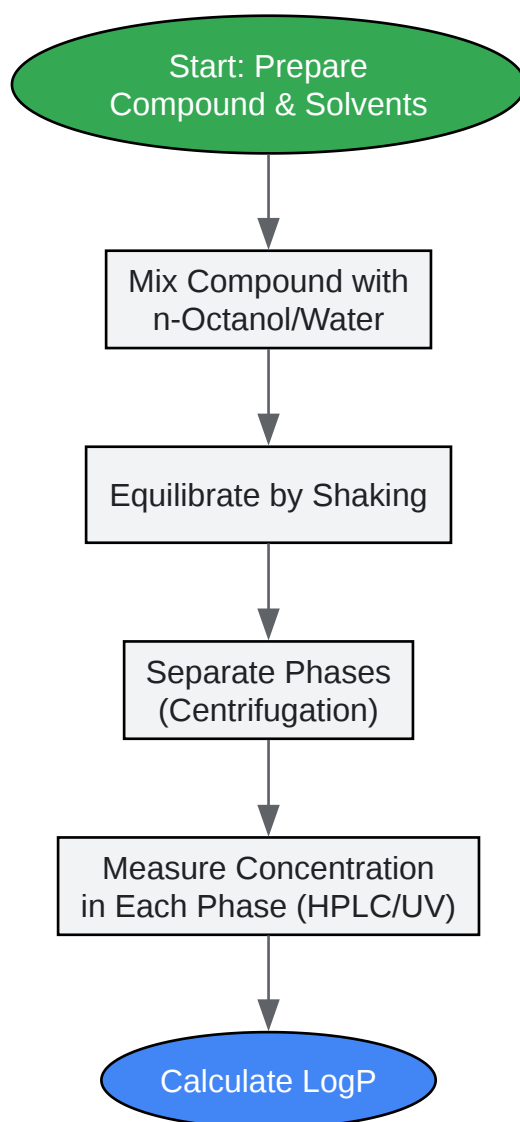 Start: Prepare
Compound & Solvents
Mix Compound with
n-Octanol/Water
Equilibrate by Shaking
Separate Phases
(Centrifugation)
Measure Concentration
in Each Phase (HPLC/UV)
Calculate LogP